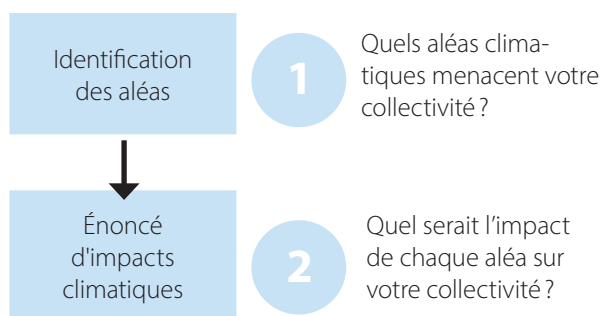 Identification
des aléas
1
Quels aléas clima-
tiques menacent votre
collectivité ?
Énoncé
d'impacts
climatiques
2
Quel serait l’impact
de chaque aléa sur
votre collectivité ?